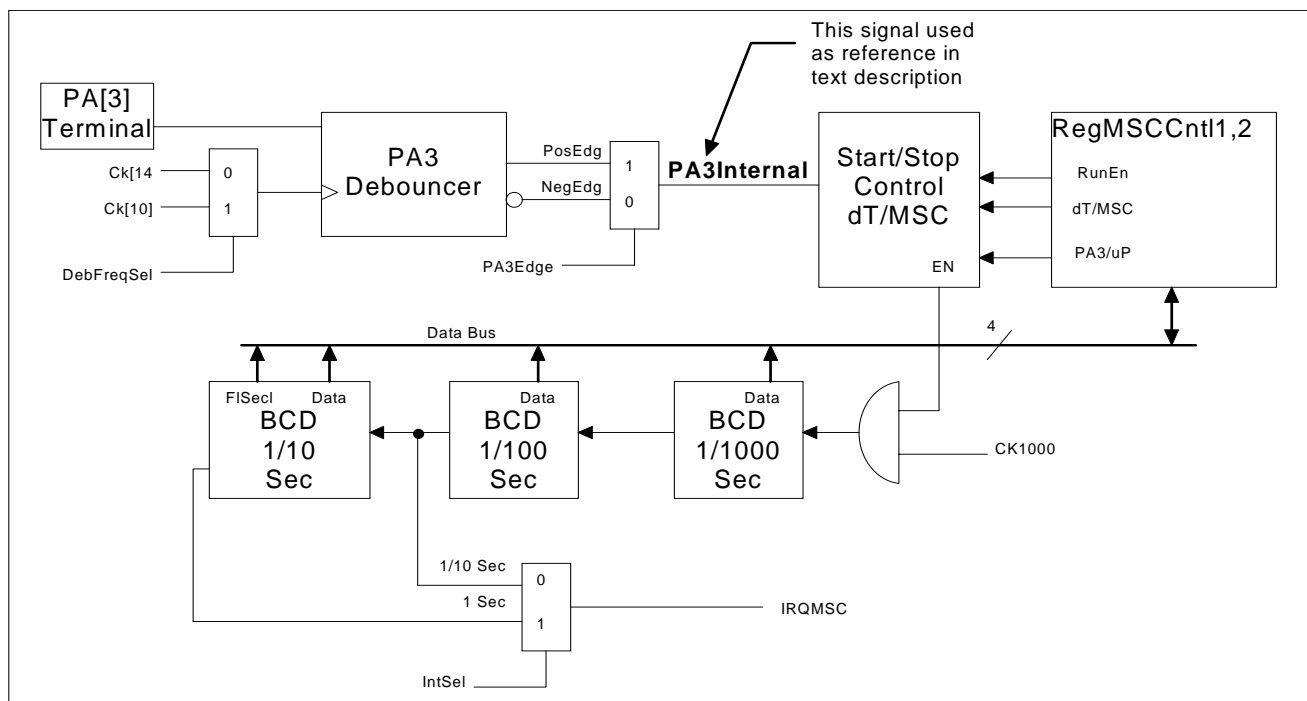 This signal used
as reference in
text description
PA[3]
Terminal
PA3
Debouncer
PosEdg
NegEdg
1
0
PA3Internal
Start/Stop
Control
dT/MSC
EN
RegMSCCntl1,2
RunEn
dT/MSC
PA3/uP
Ck[14
Ck[10]
0
1
DebFreqSel
PA3Edge
Data Bus
4
FlSecl
Data
BCD
1/10
Sec
Data
BCD
1/100
Sec
Data
BCD
1/1000
Sec
CK1000
1/10 Sec
1 Sec
0
1
IRQMSC
IntSel